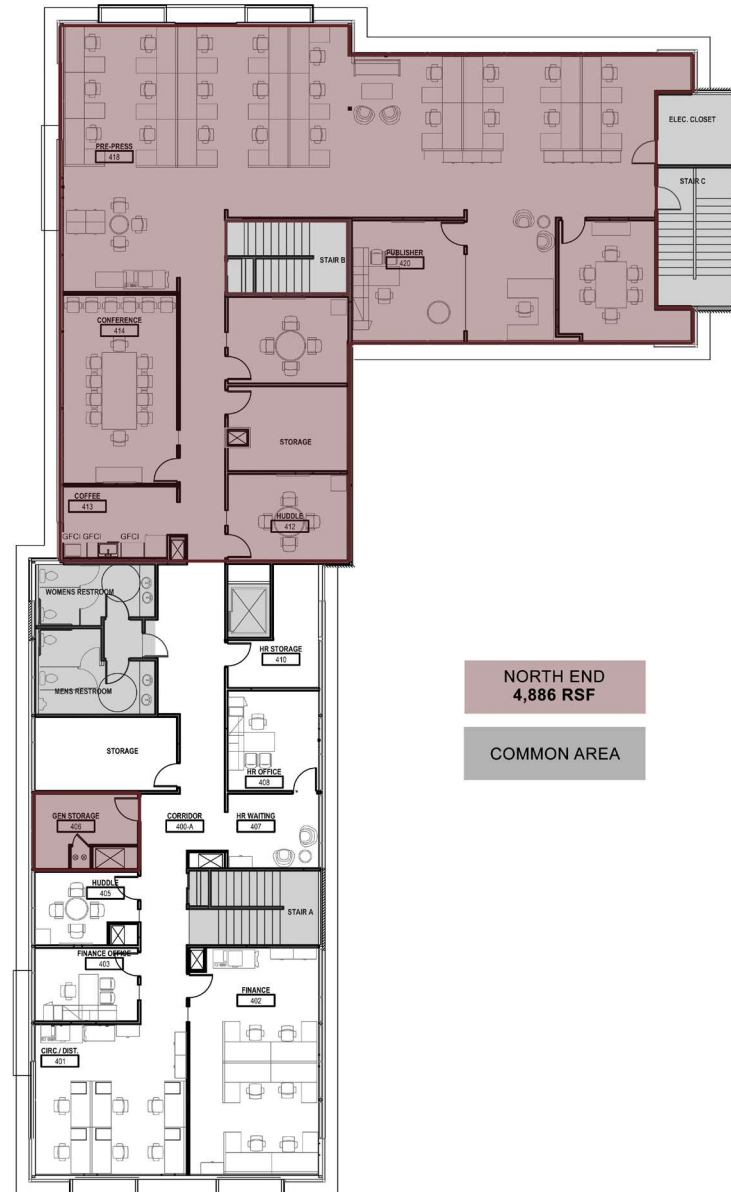 ELEC. CLOSET
PRE-PRESS
418
STAIR C
STAIR B
PUBLISHER
420
CONFERENCE
414
STORAGE
COFFEE
413
HUDDLE
412
GFCI GFCI GFCI
WOMENS RESTROOM
HR STORAGE
410
MENS RESTROOM
NORTH END
4,886 RSF
COMMON AREA
STORAGE
HR OFFICE
408
GEN STORAGE
406
CORRIDOR
400-A
HR WAITING
407
HUDDLE
405
STAIR A
FINANCE OFFICE
403
FINANCE
402
CIRC./ DIST.
401